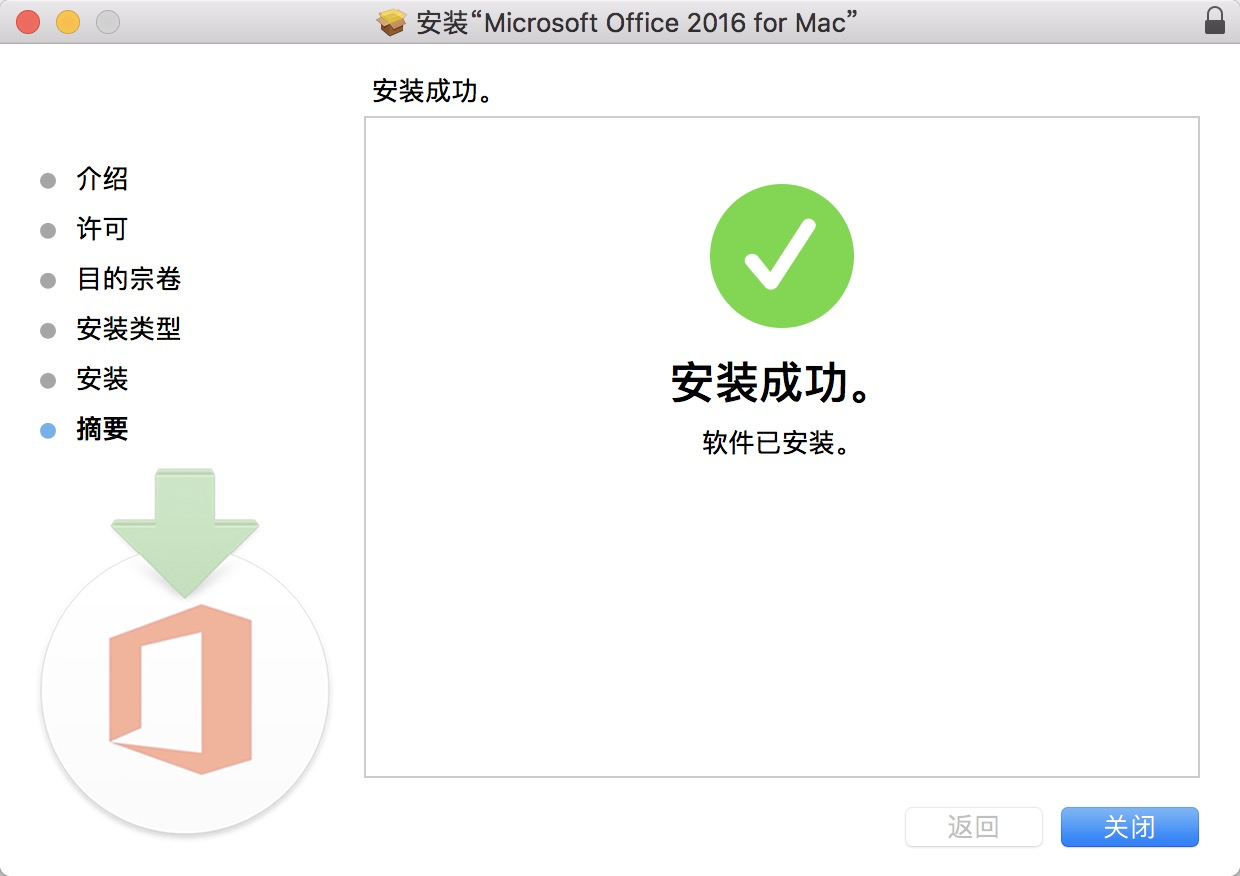 安装“Microsoft Office 2016 for Mac”
安装成功。
介绍
许可
目的宗卷
安装类型
安装
摘要
安装成功。
软件已安装。
返回
关闭